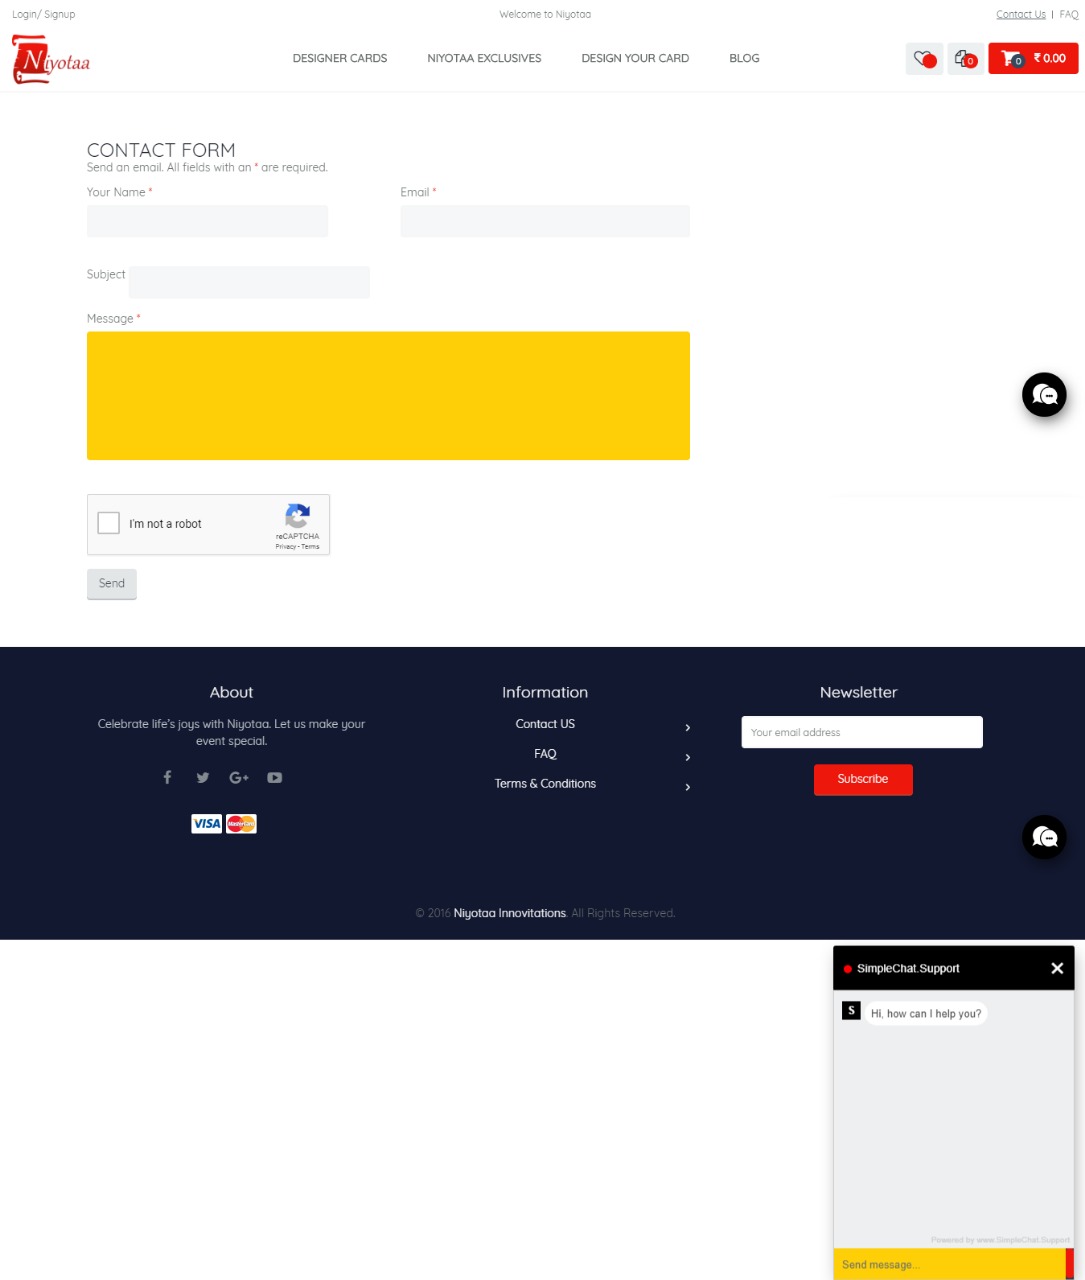 Login/ Signup
Welcome to Niyotaa
Contact Us | FAQ
Niyotaa
DESIGNER CARDS
NIYOTAA EXCLUSIVES
DESIGN YOUR CARD
BLOG
0
0
₹ 0.00
CONTACT FORM
Send an email. All fields with an * are required.
Your Name *
Email *
Subject
Message *
I'm not a robot
reCAPTCHA
Privacy - Terms
Send
About
Celebrate life's joys with Niyotaa. Let us make your
event special.
G+
VISA
MasterCard
Information
Contact US
FAQ
Terms & Conditions
Newsletter
Your email address
Subscribe
© 2016 Niyotaa Innovitations. All Rights Reserved.
SimpleChat.Support
S
Hi, how can I help you?
Powered by www.SimpleChat.Support
Send message...